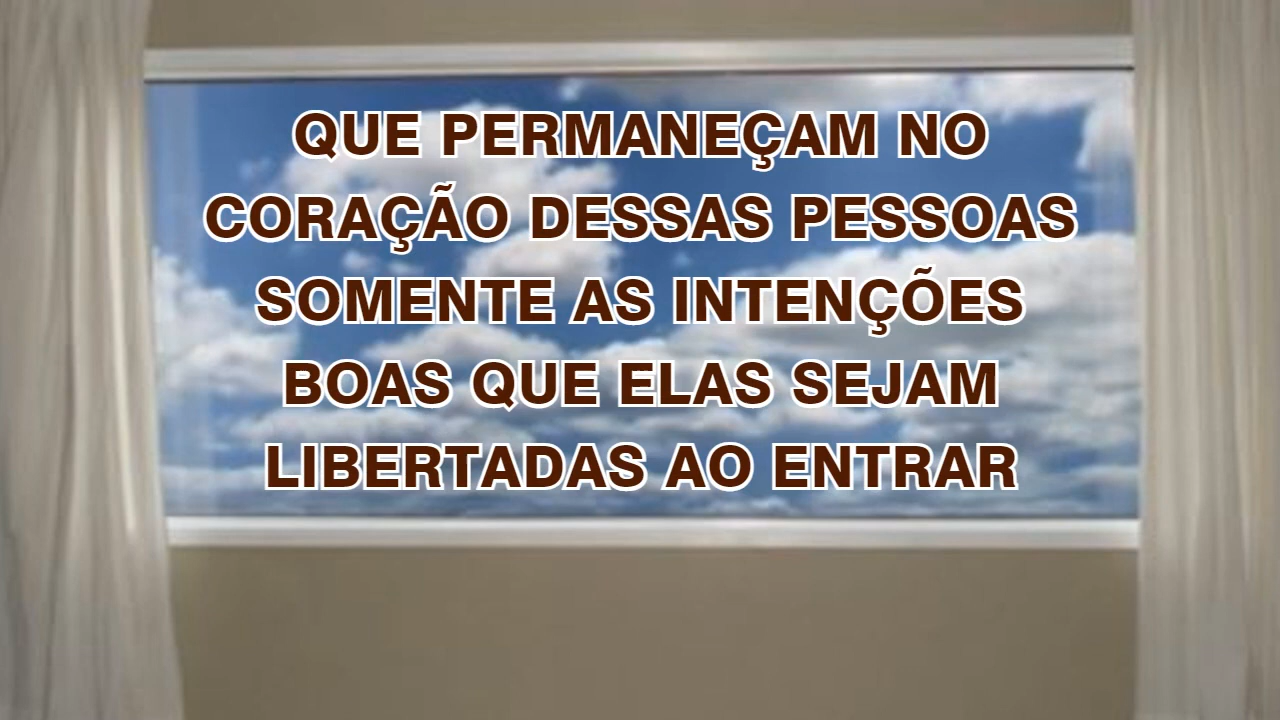 QUE PERMANEÇAM NO
CORAÇÃO DESSAS PESSOAS
SOMENTE AS INTENÇÕES
BOAS QUE ELAS SEJAM
LIBERTADAS AO ENTRAR